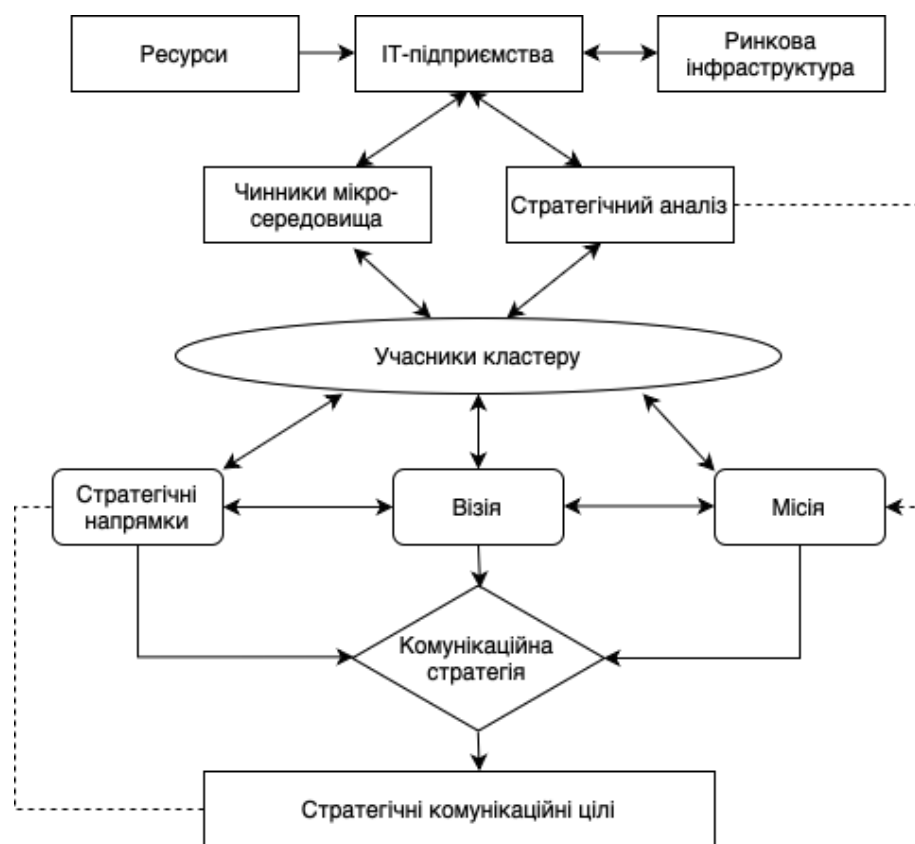 Ресурси
ІТ-підприємства
Ринкова
інфраструктура
Чинники мікро-
середовища
Стратегічний аналіз
Учасники кластеру
Стратегічні
напрямки
Візія
Місія
Комунікаційна
стратегія
Стратегічні комунікаційні цілі